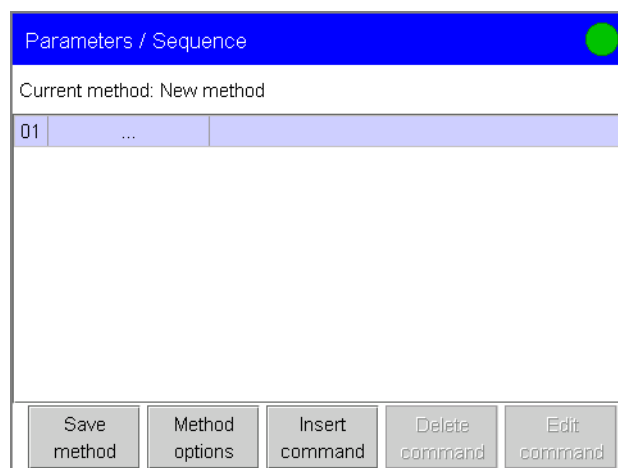 Parameters / Sequence
Current method: New method
01 ...
Save method
Method options
Insert command
Delete command
Edit command